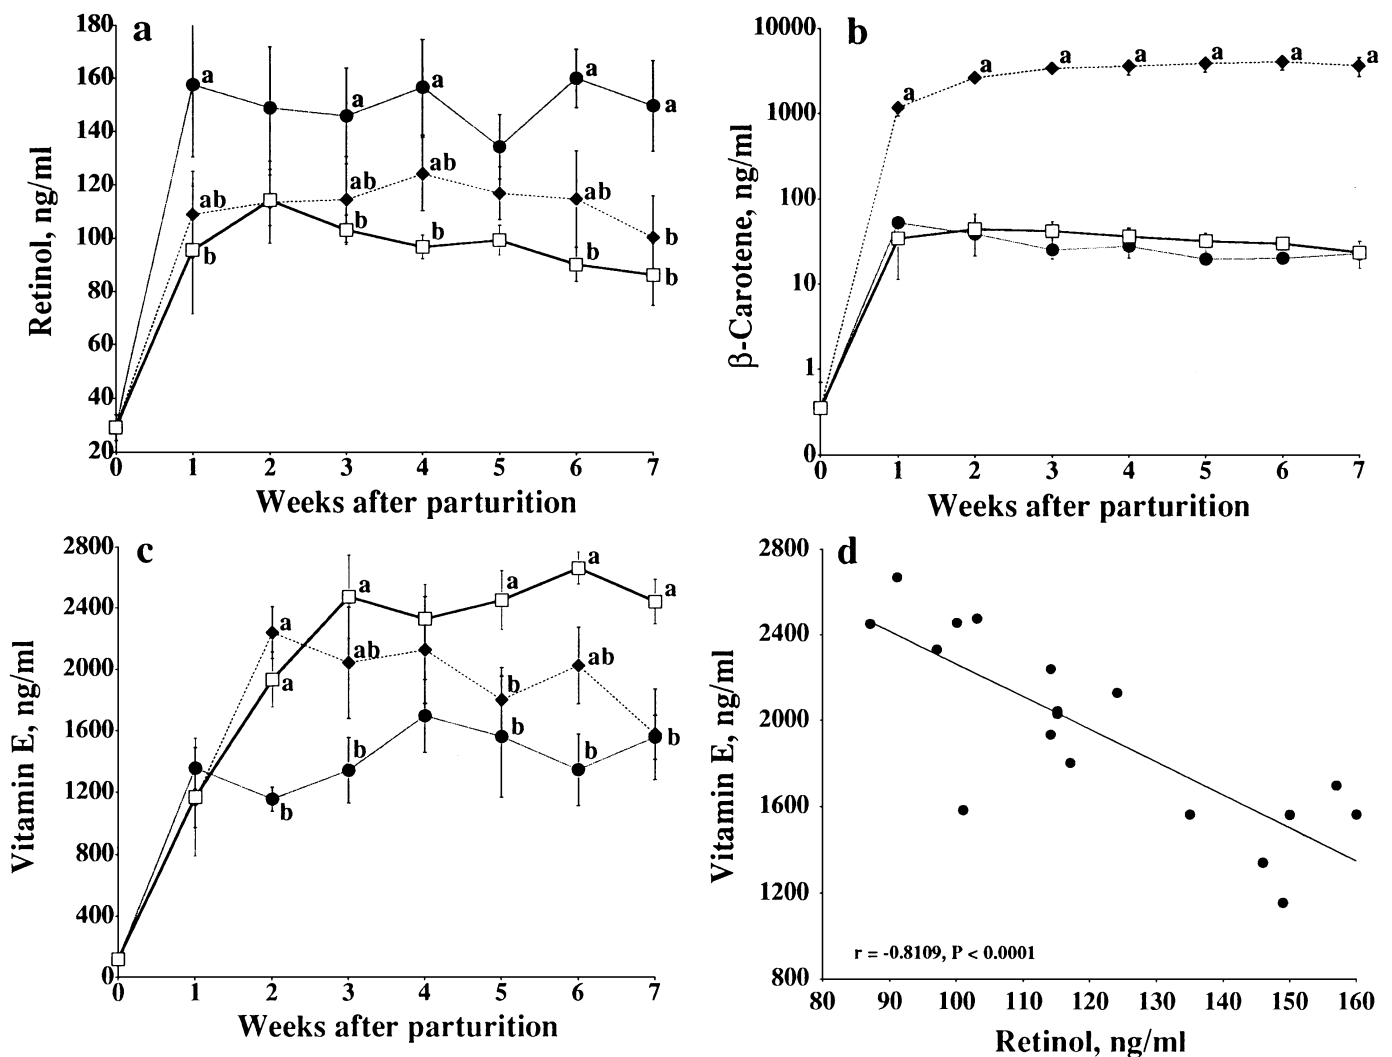 a
Retinol, ng/ml
180
160
140
120
100
80
60
40
20
a
a
a
a
a
ab
ab
ab
ab
b
b
b
b
b
b
0 1 2 3 4 5 6 7
Weeks after parturition
b
β-Carotene, ng/ml
10000
1000
100
10
1
0
a
a
a
a
a
a
a
0 1 2 3 4 5 6 7
Weeks after parturition
c
Vitamin E, ng/ml
2800
2400
2000
1600
1200
800
400
0
a
a
a
a
a
a
ab
ab
b
b
b
b
b
b
0 1 2 3 4 5 6 7
Weeks after parturition
d
Vitamin E, ng/ml
2800
2400
2000
1600
1200
800
r = -0.8109, P < 0.0001
80 90 100 110 120 130 140 150 160
Retinol, ng/ml